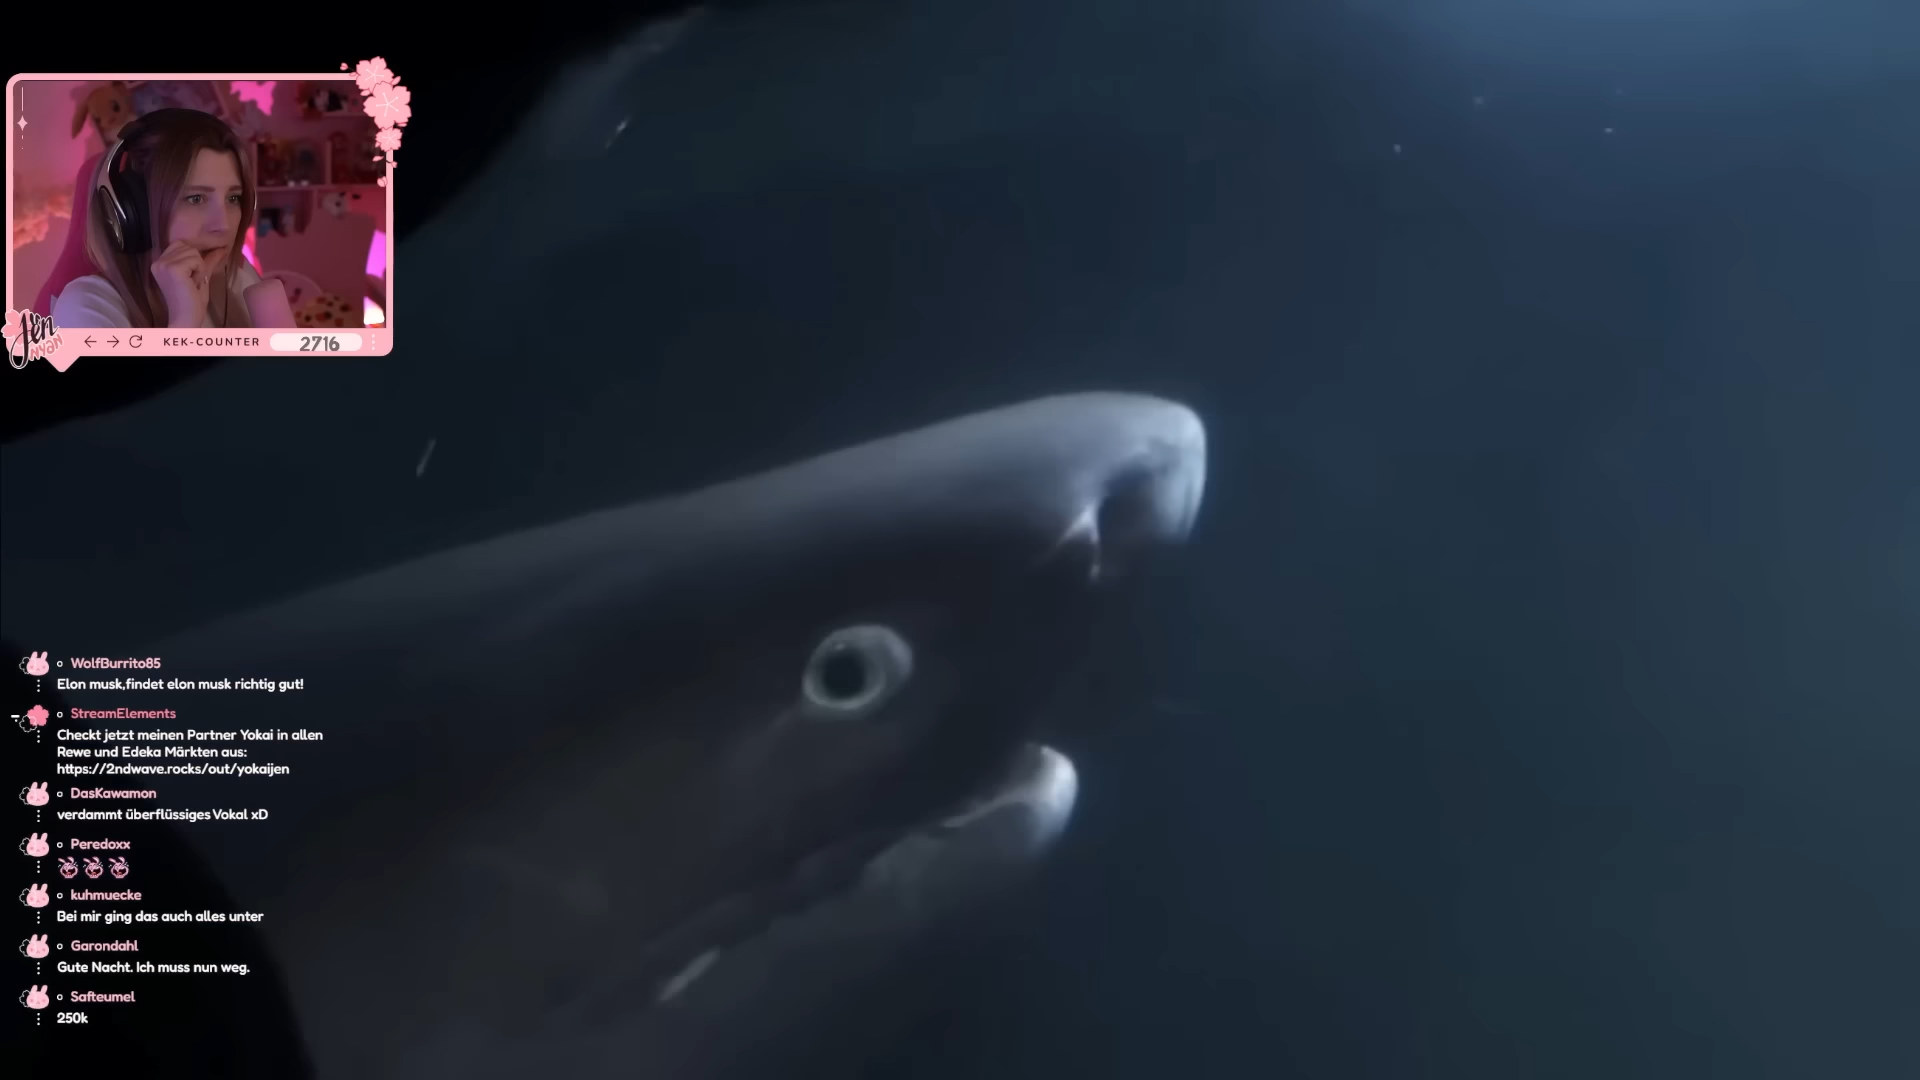 Jën
NYAN
KEK-COUNTER 2716
WolfBurrito85
Elon musk,findet elon musk richtig gut!
StreamElements
Checkt jetzt meinen Partner Yokai in allen
Rewe und Edeka Märkten aus:
https://2ndwave.rocks/out/yokaijen
DasKawamon
verdammt überflüssiges Vokal xD
Peredoxx
kuhmuecke
Bei mir ging das auch alles unter
Garondahl
Gute Nacht. Ich muss nun weg.
Safteumel
250k